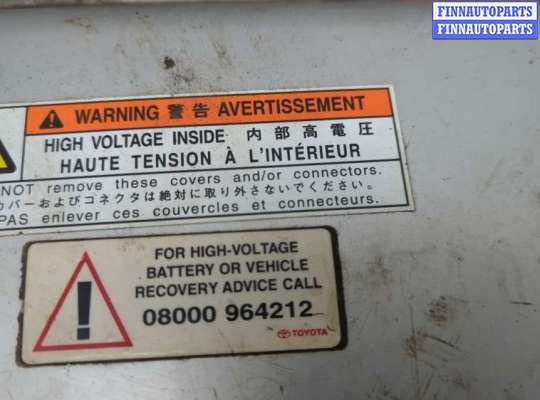 FINNAUTOPARTS
FINNAUTOPARTS
WARNING 警告 AVERTISSEMENT
HIGH VOLTAGE INSIDE 内部高電圧
HAUTE TENSION À L'INTÉRIEUR
NOT remove these covers and/or connectors.
カバーおよびコネクタは絶対に取り外さないでください。
PAS enlever ces couvercles et connecteurs.
FOR HIGH-VOLTAGE
BATTERY OR VEHICLE
RECOVERY ADVICE CALL
08000 964212
TOYOTA